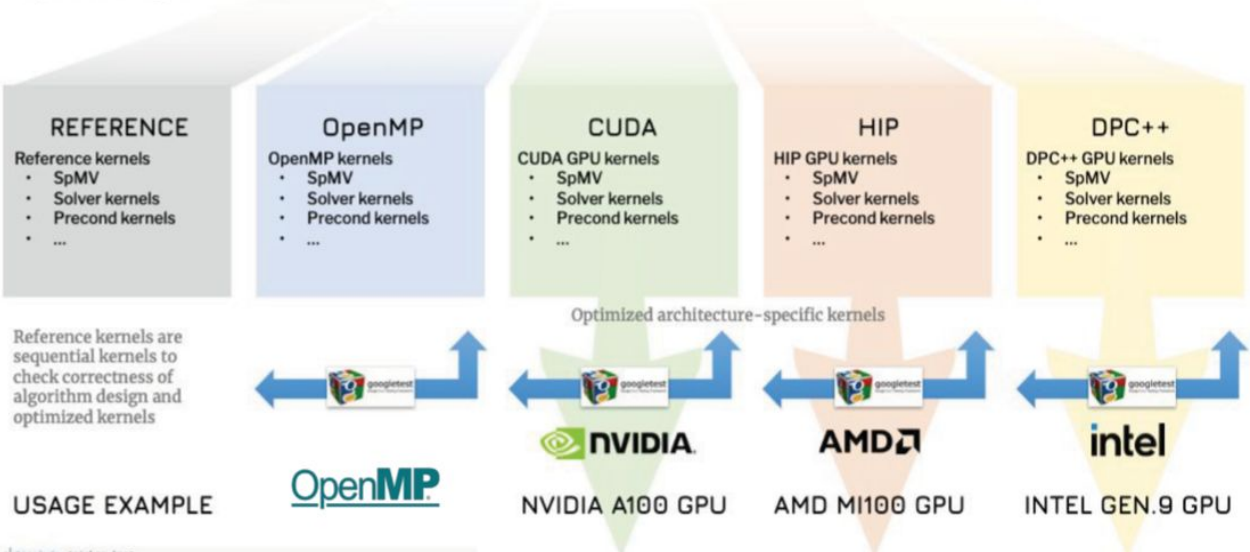 REFERENCE
Reference kernels
• SpMV
• Solver kernels
• Precond kernels
• ...
OpenMP
OpenMP kernels
• SpMV
• Solver kernels
• Precond kernels
• ...
CUDA
CUDA GPU kernels
• SpMV
• Solver kernels
• Precond kernels
• ...
HIP
HIP GPU kernels
• SpMV
• Solver kernels
• Precond kernels
• ...
DPC++
DPC++ GPU kernels
• SpMV
• Solver kernels
• Precond kernels
• ...
Optimized architecture-specific kernels
Reference kernels are
sequential kernels to
check correctness of
algorithm design and
optimized kernels
googletest
googletest
googletest
googletest
NVIDIA.
AMD
intel
OpenMP
USAGE EXAMPLE
NVIDIA A100 GPU
AMD MI100 GPU
INTEL GEN.9 GPU